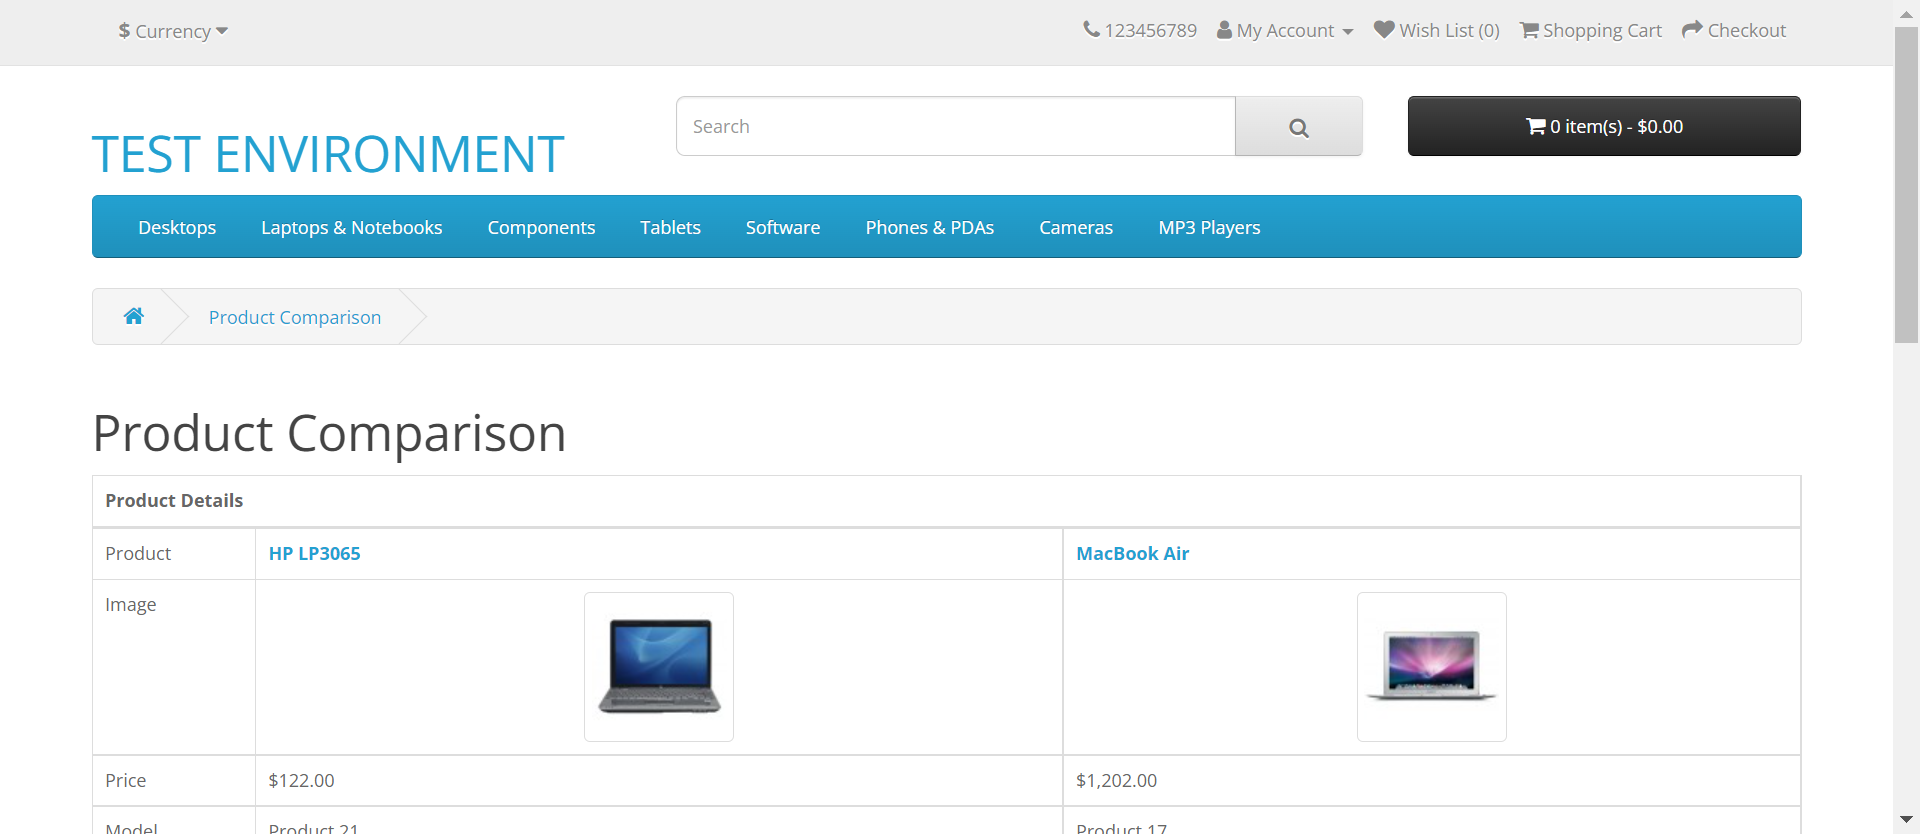 $ Currency
123456789 My Account Wish List (0) Shopping Cart Checkout
TEST ENVIRONMENT
Search
0 item(s) - $0.00
Desktops Laptops & Notebooks Components Tablets Software Phones & PDAs Cameras MP3 Players
Product Comparison
Product Comparison
Product Details
Product HP LP3065 MacBook Air
Image
Price $122.00 $1,202.00
Model Product 21 Product 17